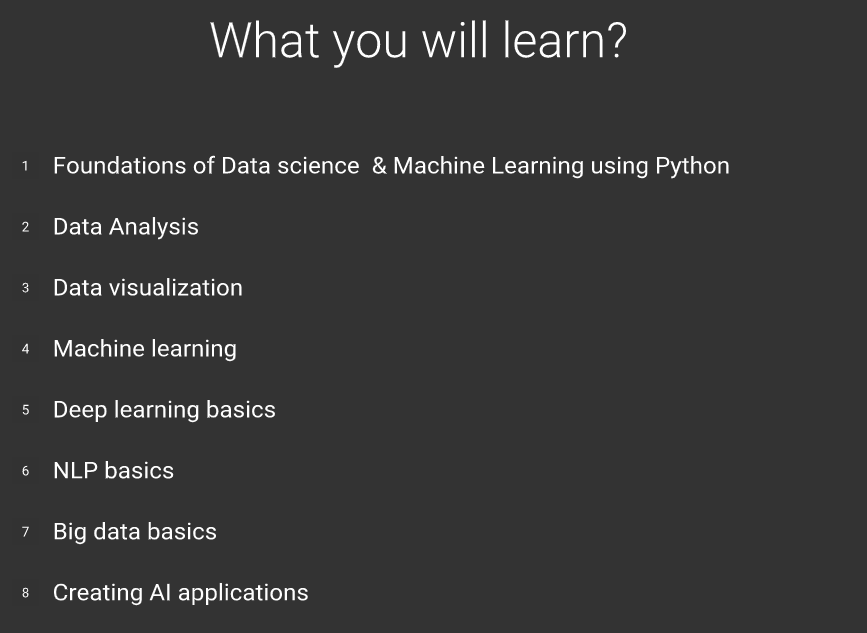 What you will learn?
1 Foundations of Data science  & Machine Learning using Python
2 Data Analysis
3 Data visualization
4 Machine learning
5 Deep learning basics
6 NLP basics
7 Big data basics
8 Creating AI applications